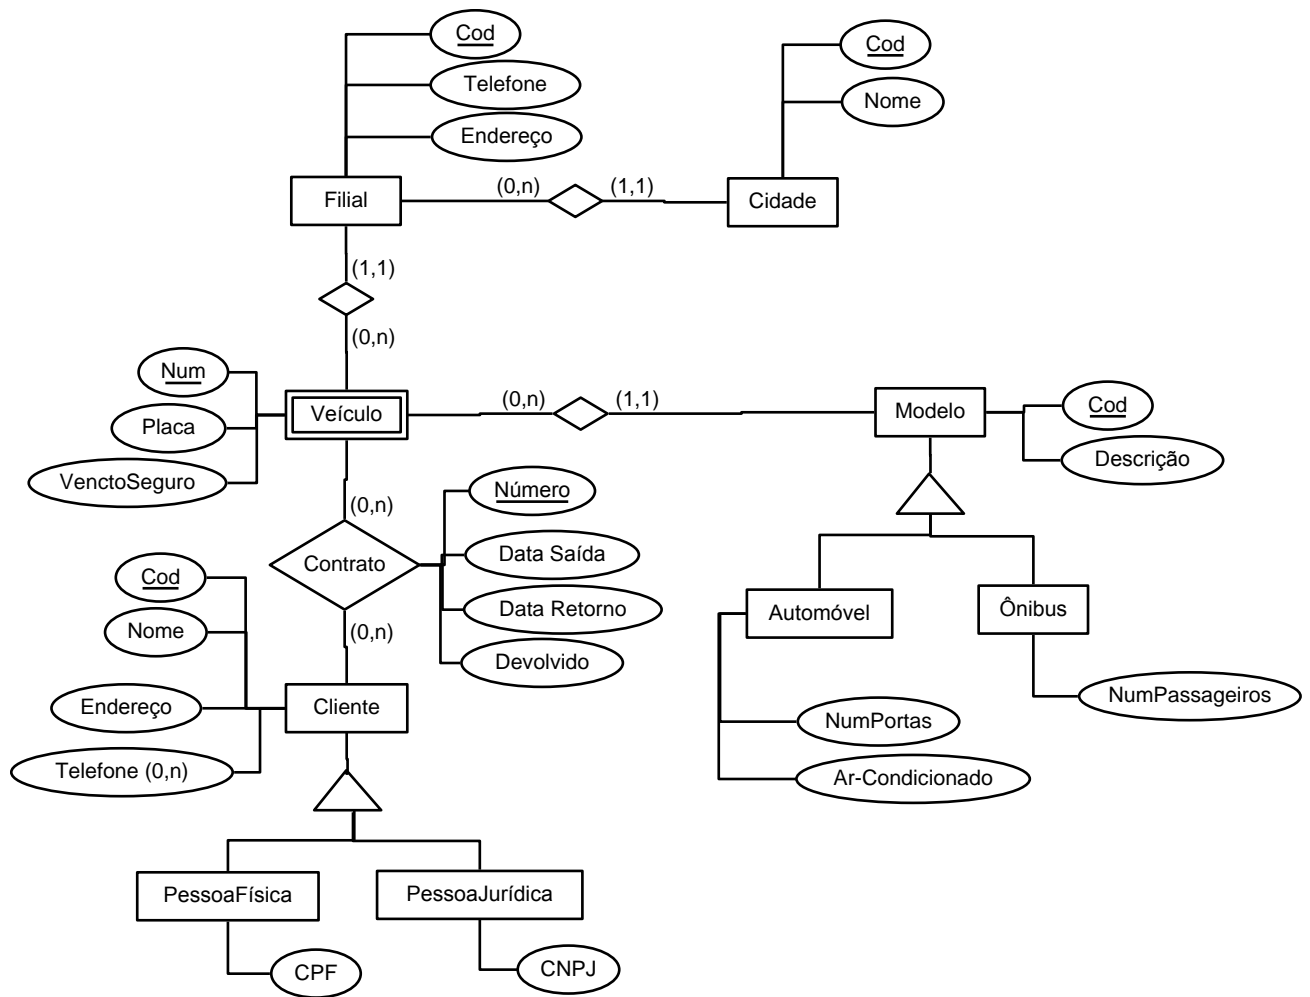 Cod
Telefone
Endereço
Cod
Nome
Filial
(0,n)
(1,1)
Cidade
(1,1)
(0,n)
Num
Placa
VenctoSeguro
Veículo
(0,n)
(1,1)
Modelo
Cod
Descrição
(0,n)
Contrato
Número
Data Saída
Data Retorno
Devolvido
(0,n)
Cod
Nome
Endereço
Telefone (0,n)
Cliente
Automóvel
Ônibus
NumPortas
Ar-Condicionado
NumPassageiros
PessoaFísica
PessoaJurídica
CPF
CNPJ